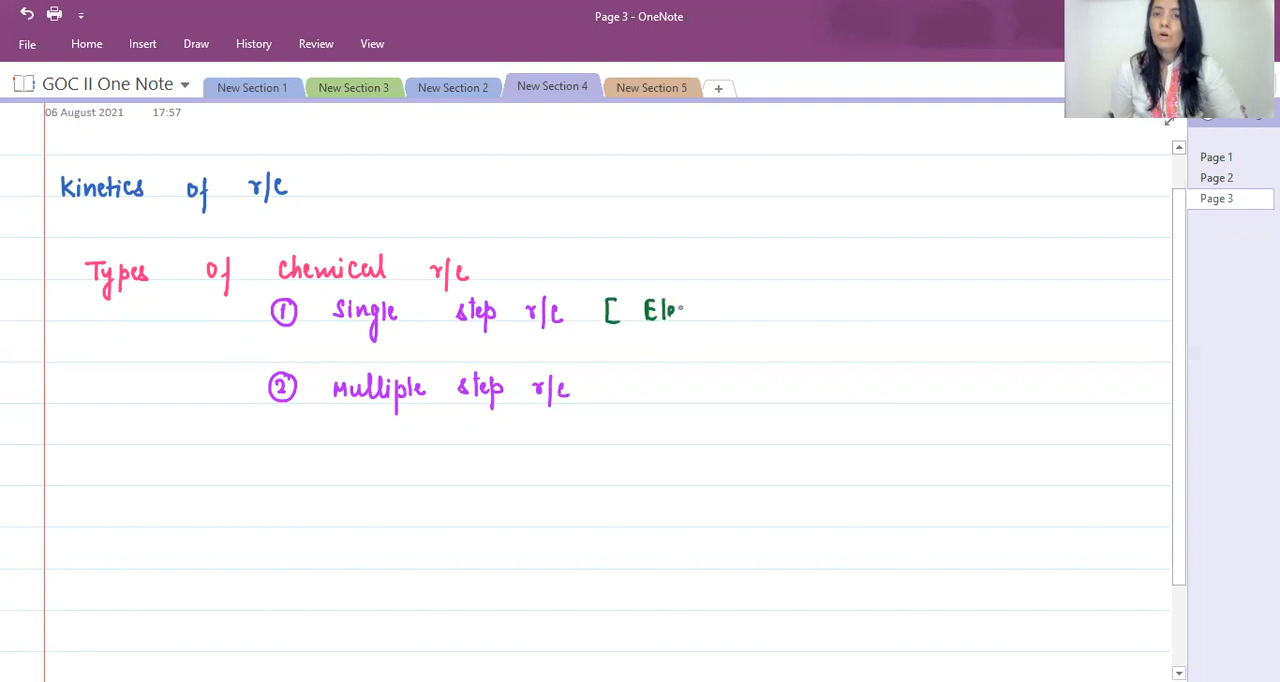 Page 3 - OneNote
File Home Insert Draw History Review View
GOC II One Note New Section 1 New Section 3 New Section 2 New Section 4 New Section 5 +
06 August 2021 17:57
Page 1
Page 2
Page 3
Kinetics of r/c
Types of Chemical r/c
① Single step r/c [
② Multiple step r/c